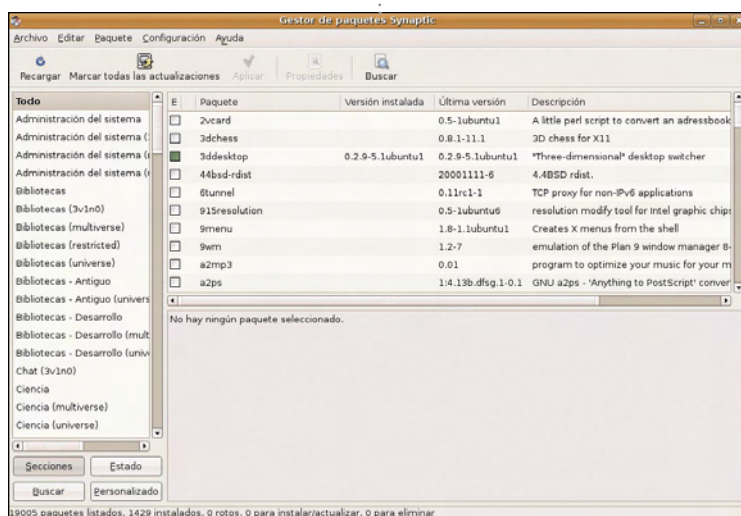 Gestor de paquetes Synaptic
Archivo Editar Paquete Configuración Ayuda
Recargar Marcar todas las actualizaciones Aplicar Propiedades Buscar
Todo
Administración del sistema
Administración del sistema (
Administración del sistema (
Administración del sistema (
Bibliotecas
Bibliotecas (3v1n0)
Bibliotecas (multiverse)
Bibliotecas (restricted)
Bibliotecas (universe)
Bibliotecas - Antiguo
Bibliotecas - Antiguo (univers
Bibliotecas - Desarrollo
Bibliotecas - Desarrollo (mult
Bibliotecas - Desarrollo (univ
Chat (3v1n0)
Ciencia
Ciencia (multiverse)
Ciencia (universe)
Secciones Estado
Buscar Personalizado
E Paquete Versión instalada Última versión Descripción
2vcard 0.5-1ubuntu1 A little perl script to convert an adressbook
3dchess 0.8.1-11.1 3D chess for X11
3ddesktop 0.2.9-5.1ubuntu1 0.2.9-5.1ubuntu1 "Three-dimensional" desktop switcher
44bsd-rdist 20001111-6 4.4BSD rdist.
6tunnel 0.11rc1-1 TCP proxy for non-IPv6 applications
915resolution 0.5-1ubuntu6 resolution modify tool for Intel graphic chips
9menu 1.8-1.1ubuntu1 Creates X menus from the shell
9wm 1.2-7 emulation of the Plan 9 window manager 8-
a2mp3 0.01 program to optimize your music for your m
a2ps 1:4.13b.dfsg.1-0.1 GNU a2ps - 'Anything to PostScript' conver
No hay ningún paquete seleccionado.
19005 paquetes listados, 1429 instalados, 0 rotos. 0 para instalar/actualizar, 0 para eliminar